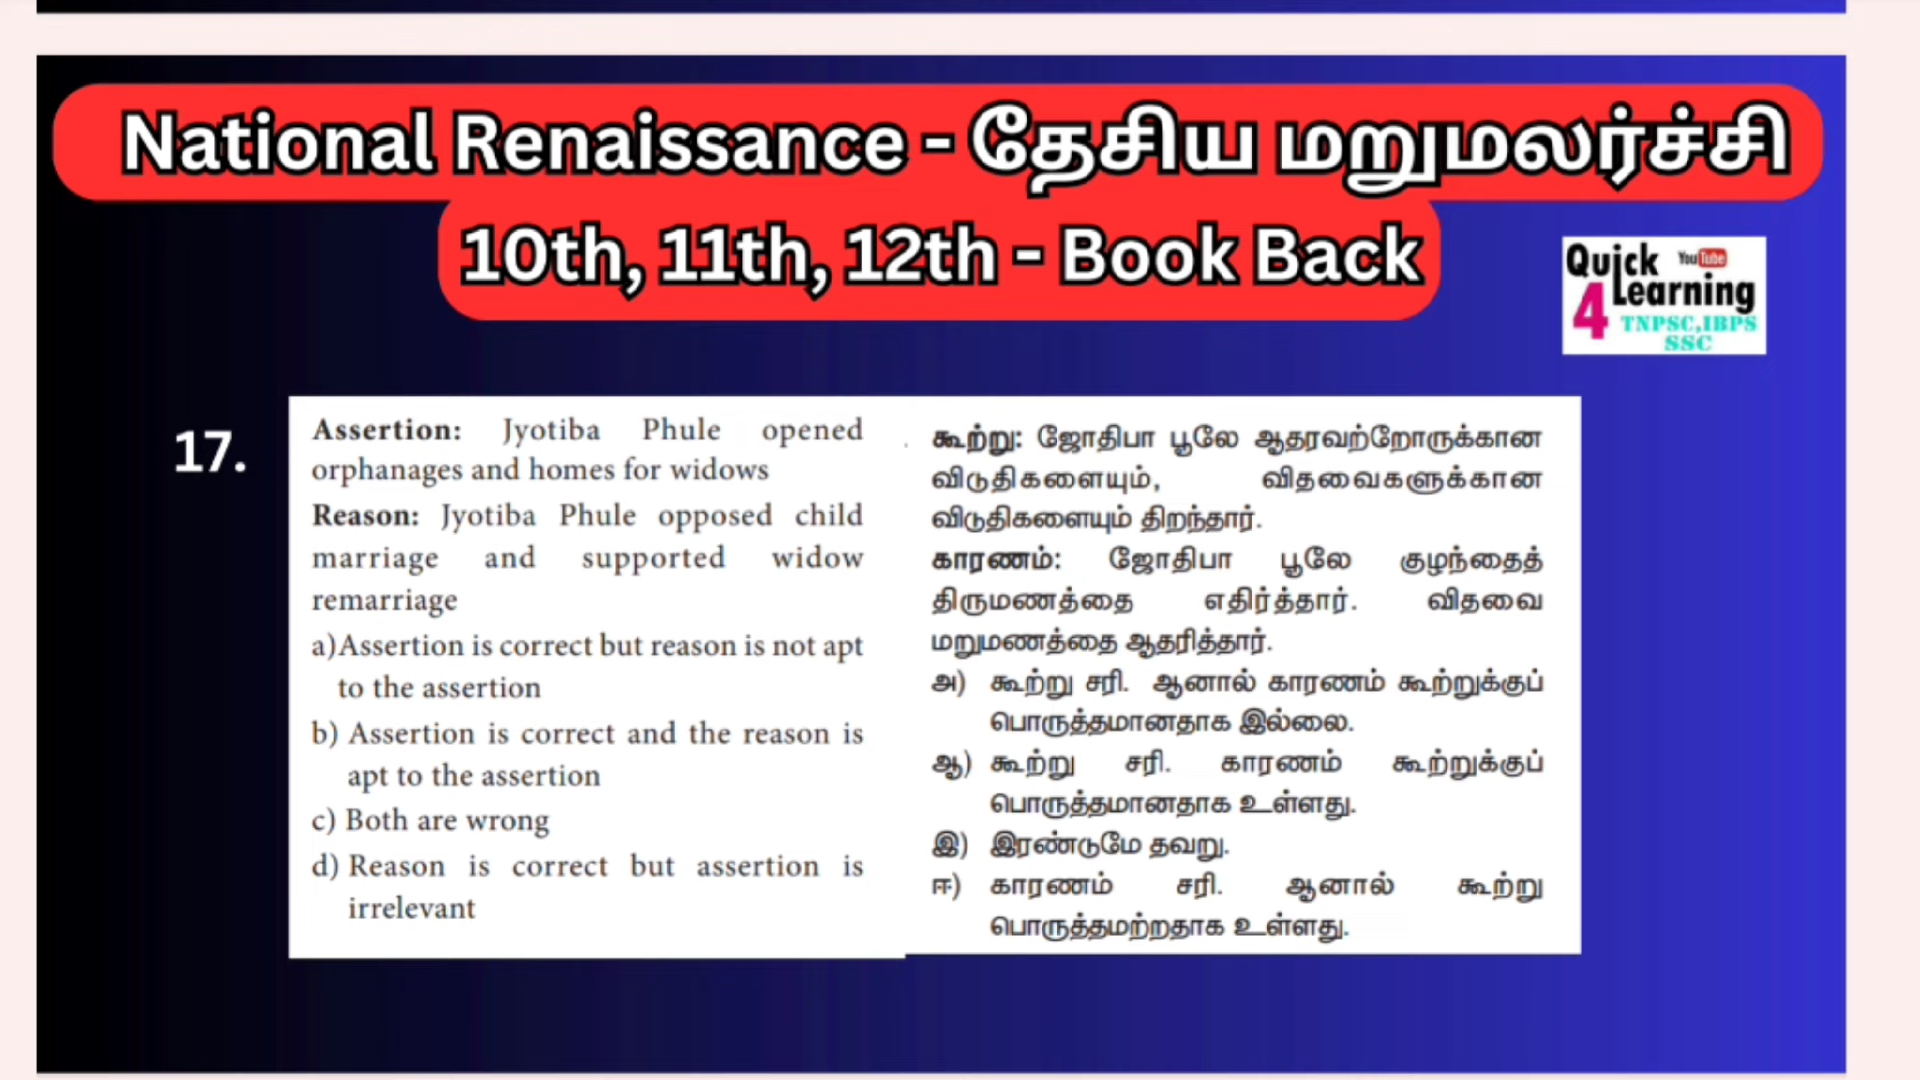 National Renaissance - தேசிய மறுமலர்ச்சி
10th, 11th, 12th - Book Back
Quick YouTube
4 Learning
TNPSC,IBPS
SSC
17.
Assertion: Jyotiba Phule opened
orphanages and homes for widows
Reason: Jyotiba Phule opposed child
marriage and supported widow
remarriage
a)Assertion is correct but reason is not apt
to the assertion
b) Assertion is correct and the reason is
apt to the assertion
c) Both are wrong
d) Reason is correct but assertion is
irrelevant
கூற்று: ஜோதிபா பூலே ஆதரவற்றோருக்கான
விடுதிகளையும், விதவைகளுக்கான
விடுதிகளையும் திறந்தார்.
காரணம்: ஜோதிபா பூலே குழந்தைத்
திருமணத்தை எதிர்த்தார். விதவை
மறுமணத்தை ஆதரித்தார்.
அ) கூற்று சரி. ஆனால் காரணம் கூற்றுக்குப்
பொருத்தமானதாக இல்லை.
ஆ) கூற்று சரி. காரணம் கூற்றுக்குப்
பொருத்தமானதாக உள்ளது.
இ) இரண்டுமே தவறு.
ஈ) காரணம் சரி. ஆனால் கூற்று
பொருத்தமற்றதாக உள்ளது.